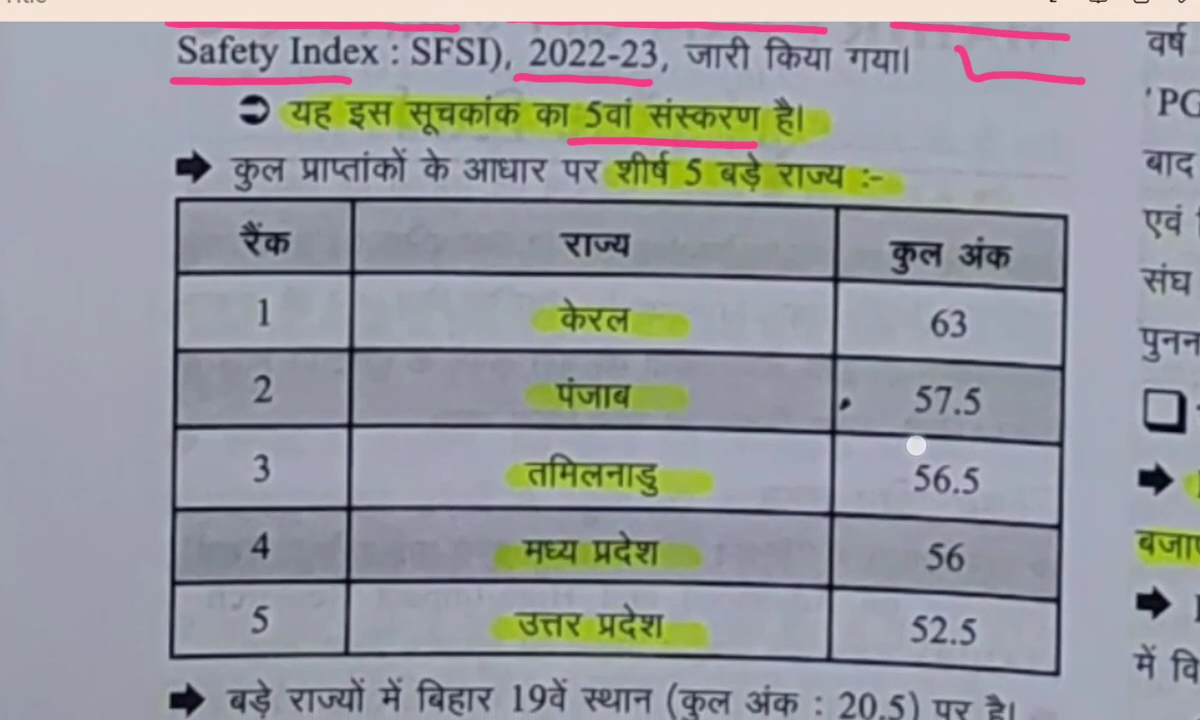 Safety Index : SFSI), 2022-23, जारी किया गया।
➲ यह इस सूचकांक का 5वां संस्करण है।
➡ कुल प्राप्तांकों के आधार पर शीर्ष 5 बड़े राज्य :-
रैंक राज्य कुल अंक
1 केरल 63
2 पंजाब 57.5
3 तमिलनाडु 56.5
4 मध्य प्रदेश 56
5 उत्तर प्रदेश 52.5
➡ बड़े राज्यों में बिहार 19वें स्थान (कुल अंक : 20.5) पर है।
वर्ष
बाद
एवं
संघ
में